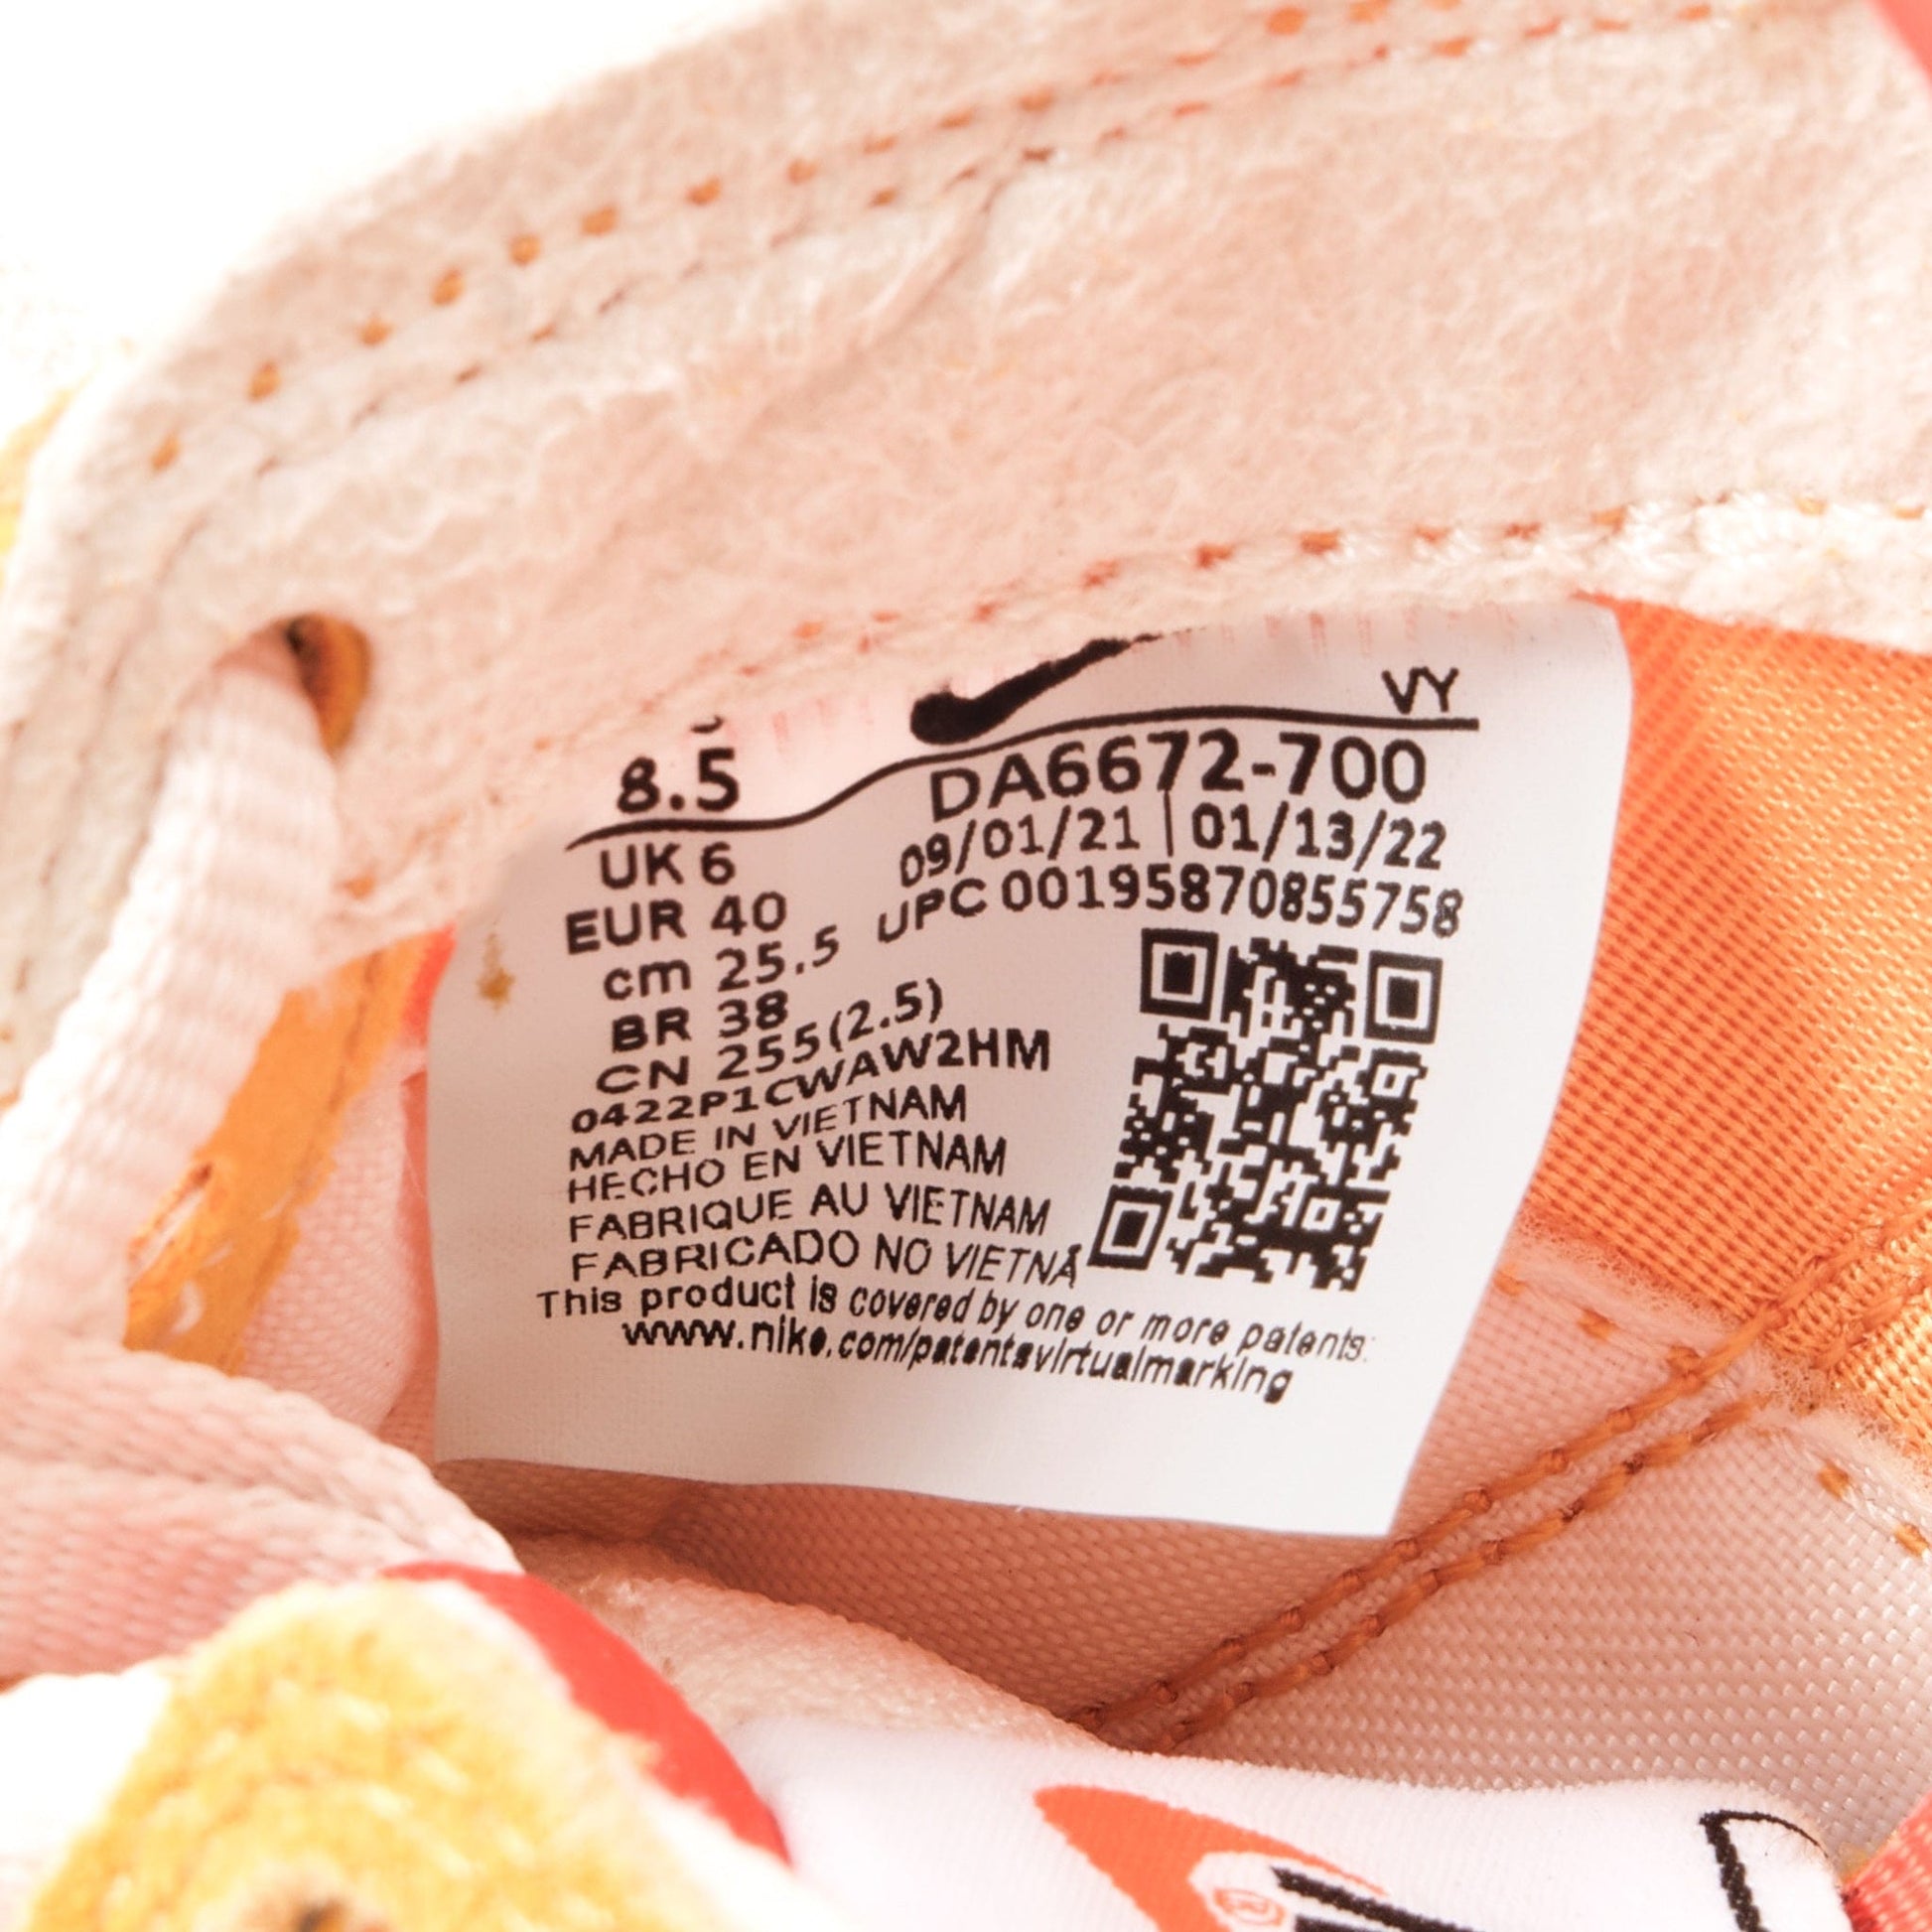 VY
8.5
DA6672-700
UK 6
09/01/21 | 01/13/22
EUR 40
UPC 00195870855758
cm 25.5
BR 38
CN 255(2.5)
0422P1CWAW2HM
MADE IN VIETNAM
HECHO EN VIETNAM
FABRIQUE AU VIETNAM
FABRICADO NO VIETNÃ
This product is covered by one or more patents:
www.nike.com/patentsvirtualmarking